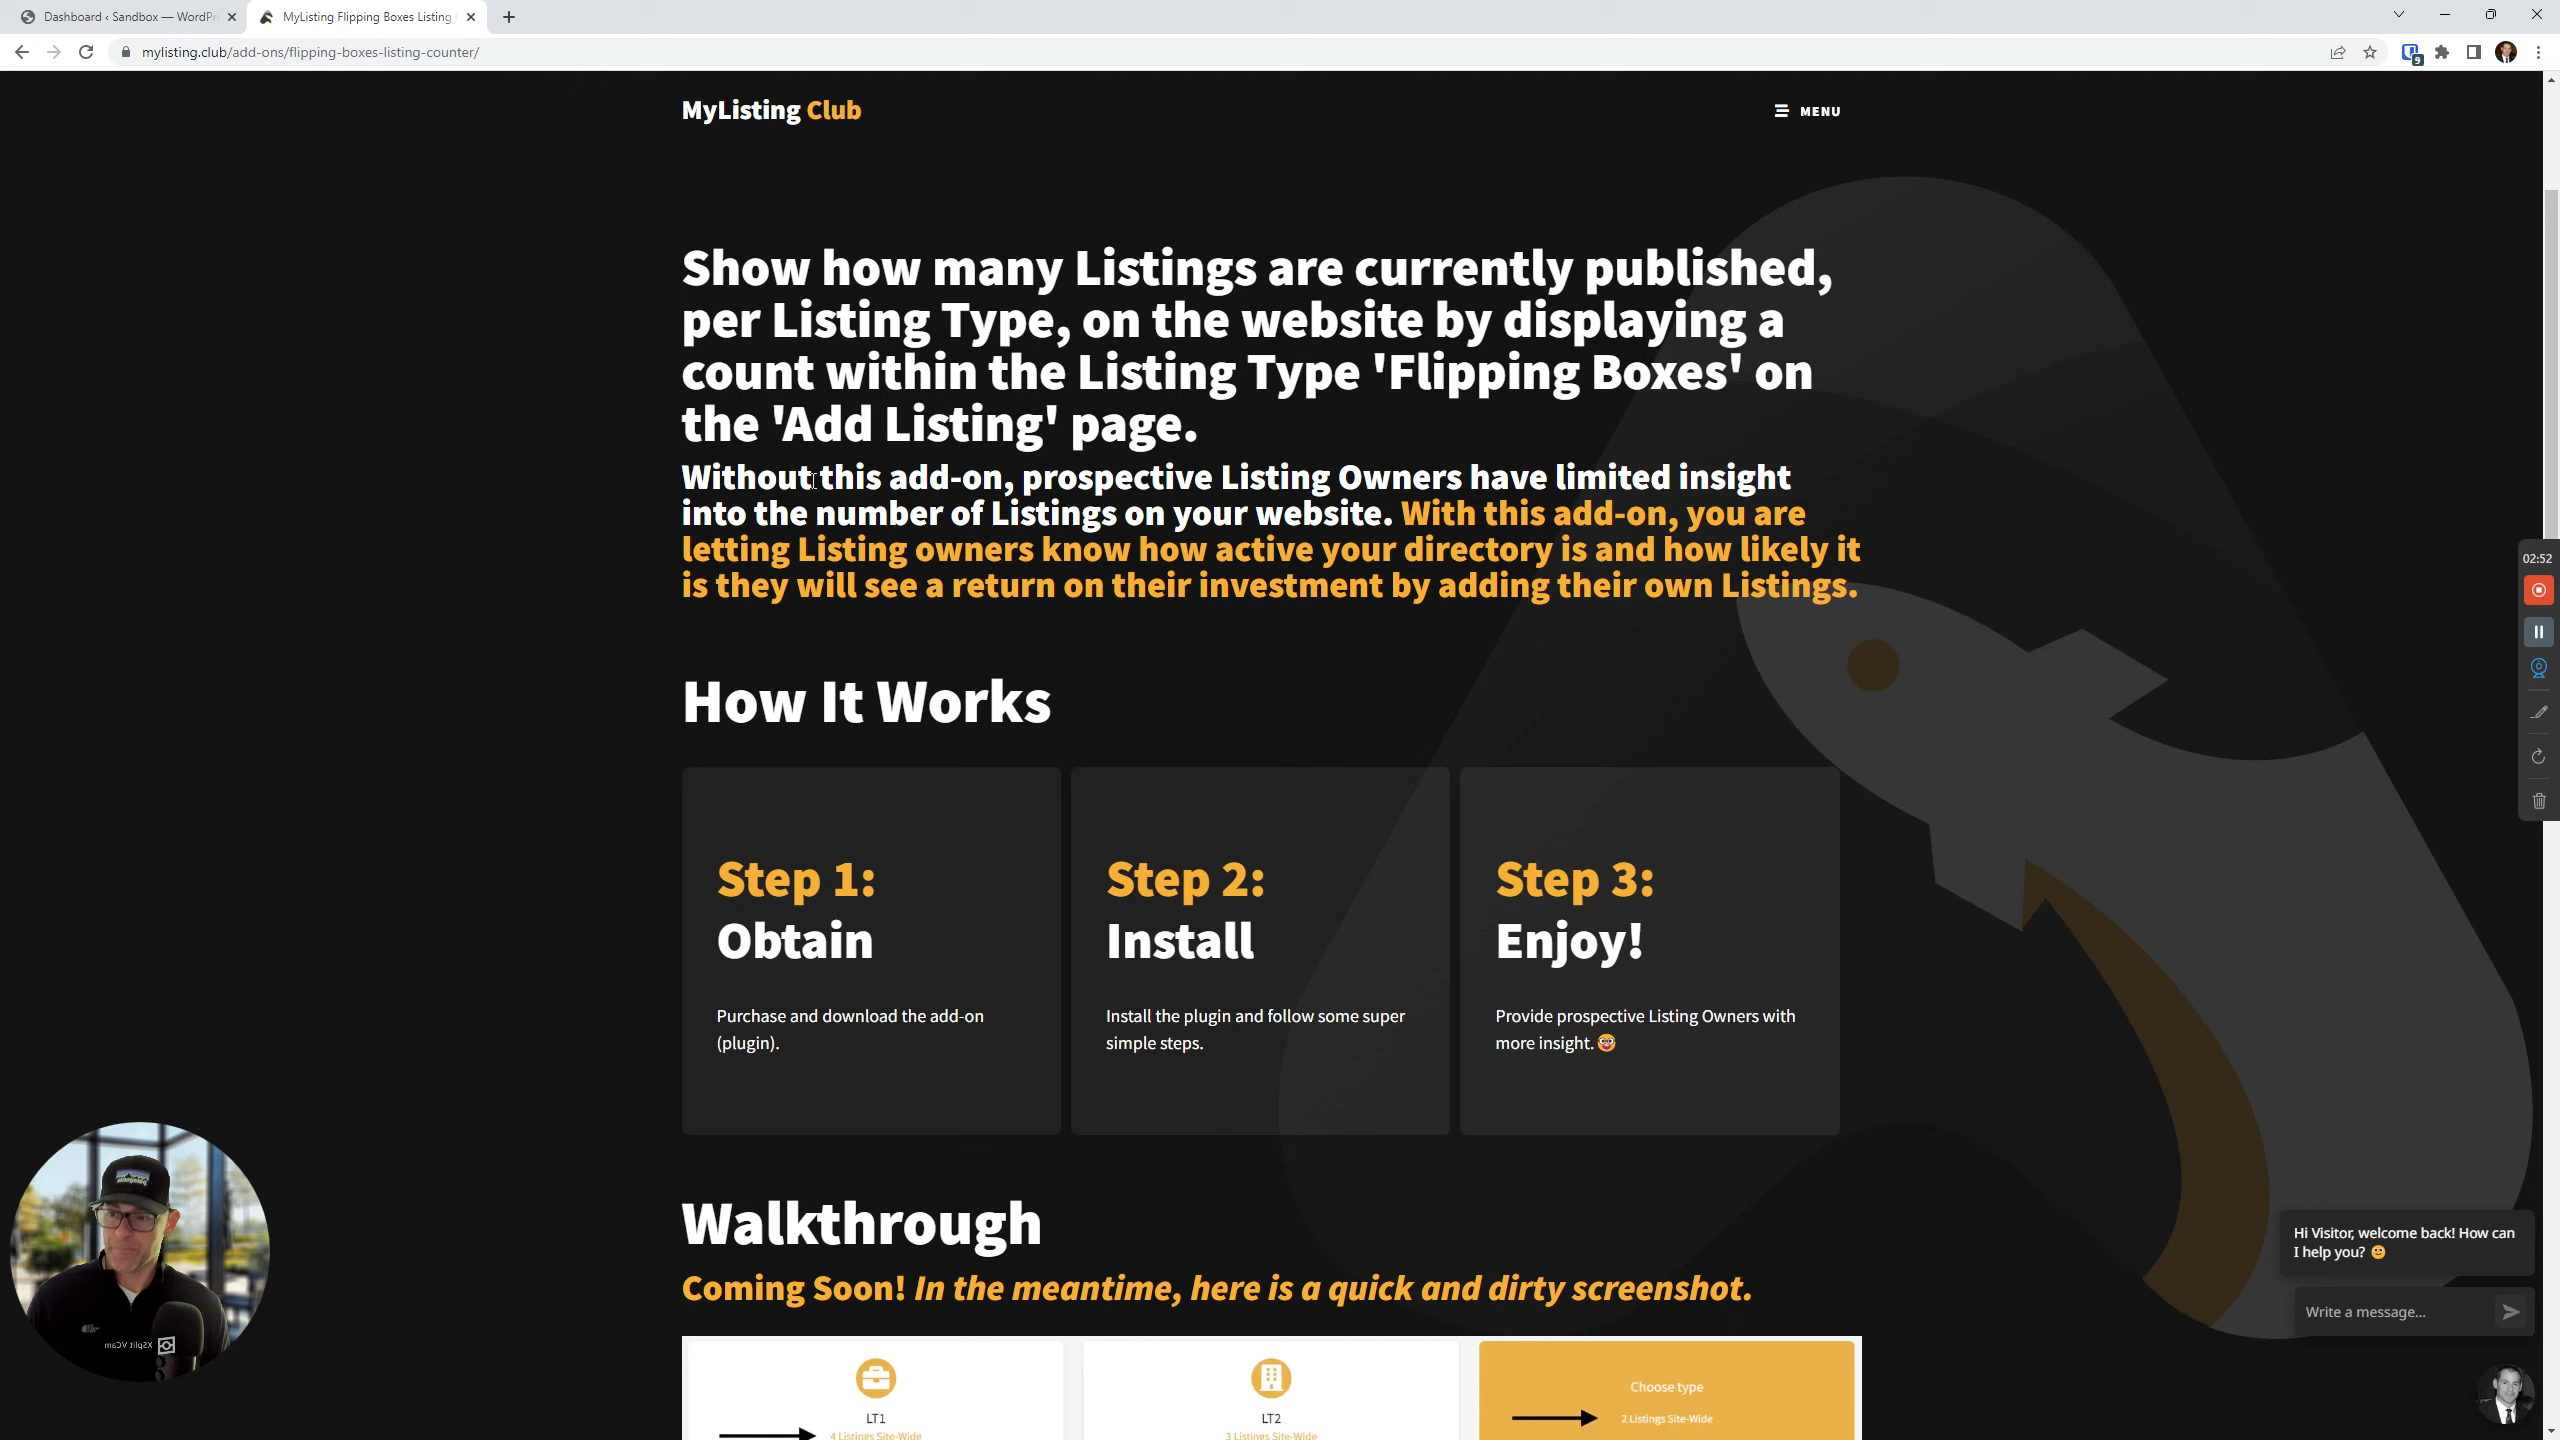 Dashboard ‹ Sandbox — WordPr
MyListing Flipping Boxes Listing
mylisting.club/add-ons/flipping-boxes-listing-counter/
9
MyListing Club
MENU
Show how many Listings are currently published,
per Listing Type, on the website by displaying a
count within the Listing Type 'Flipping Boxes' on
the 'Add Listing' page.
Without this add-on, prospective Listing Owners have limited insight
into the number of Listings on your website. With this add-on, you are
letting Listing owners know how active your directory is and how likely it
is they will see a return on their investment by adding their own Listings.
02:52
How It Works
Step 1:
Obtain
Purchase and download the add-on
(plugin).
Step 2:
Install
Install the plugin and follow some super
simple steps.
Step 3:
Enjoy!
Provide prospective Listing Owners with
more insight. 🤓
Walkthrough
Coming Soon! In the meantime, here is a quick and dirty screenshot.
LT1
4 Listings Site-Wide
LT2
3 Listings Site-Wide
Choose type
2 Listings Site-Wide
Hi Visitor, welcome back! How can
I help you? 🙂
Write a message...
XSplit VCam